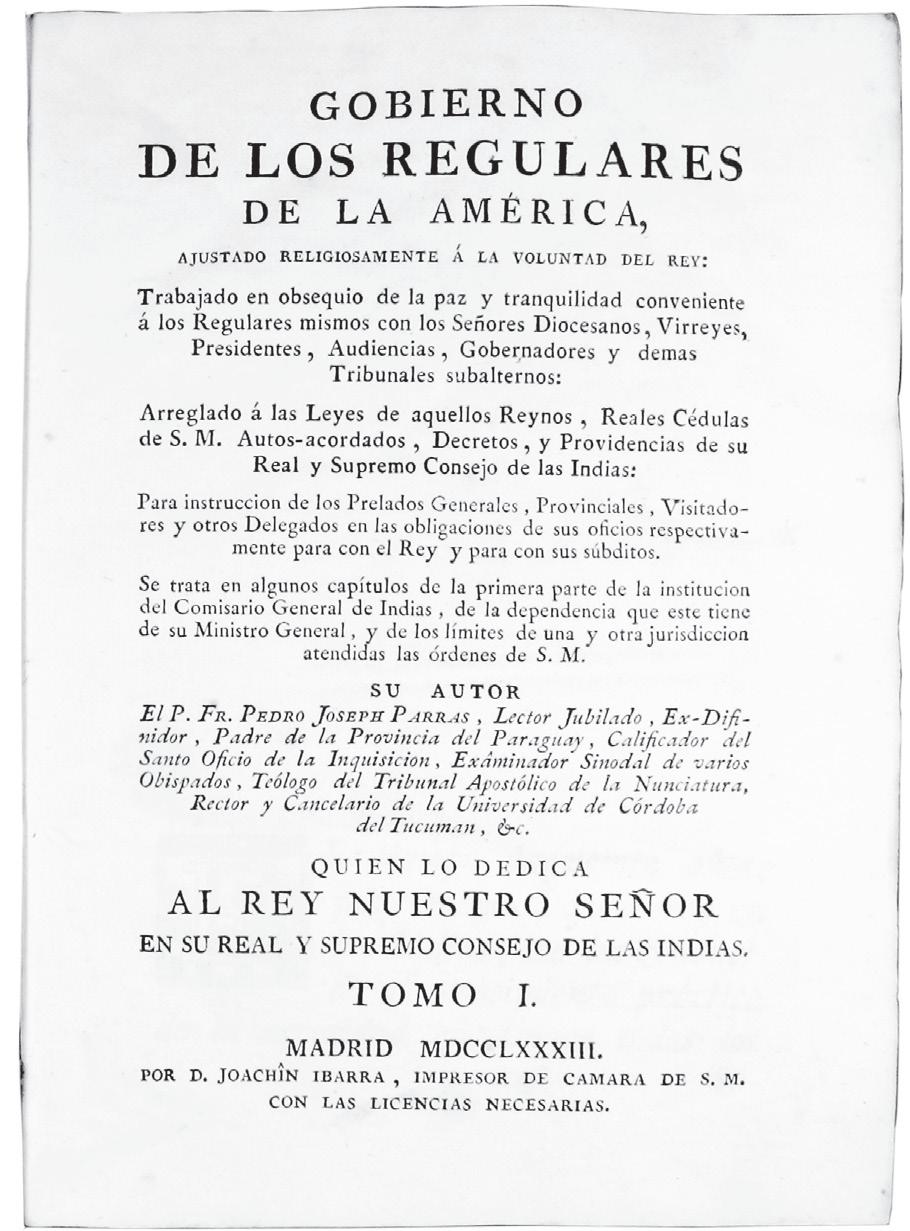 GOBIERNO
DE LOS REGULARES
DE LA AMÉRICA,
AJUSTADO RELIGIOSAMENTE Á LA VOLUNTAD DEL REY:
Trabajado en obsequio de la paz y tranquilidad conveniente
á los Regulares mismos con los Señores Diocesanos, Virreyes,
Presidentes, Audiencias, Gobernadores y demas
Tribunales subalternos:
Arreglado á las Leyes de aquellos Reynos, Reales Cédulas
de S. M. Autos-acordados, Decretos, y Providencias de su
Real y Supremo Consejo de las Indias:
Para instruccion de los Prelados Generales, Provinciales, Visitado-
res y otros Delegados en las obligaciones de sus oficios respectiva-
mente para con el Rey y para con sus súbditos.
Se trata en algunos capítulos de la primera parte de la institucion
del Comisario General de Indias, de la dependencia que este tiene
de su Ministro General, y de los límites de una y otra jurisdiccion
atendidas las órdenes de S. M.
SU AUTOR
El P. FR. PEDRO JOSEPH PARRAS, Lector Jubilado, Ex-Difi-
nidor, Padre de la Provincia del Paraguay, Calificador del
Santo Oficio de la Inquisicion, Exáminador Sinodal de varios
Obispados, Teólogo del Tribunal Apostólico de la Nunciatura,
Rector y Cancelario de la Universidad de Córdoba
del Tucuman, &c.
QUIEN LO DEDICA
AL REY NUESTRO SEÑOR
EN SU REAL Y SUPREMO CONSEJO DE LAS INDIAS.
TOMO I.
MADRID MDCCLXXXIII.
POR D. JOACHÎN IBARRA, IMPRESOR DE CAMARA DE S. M.
CON LAS LICENCIAS NECESARIAS.